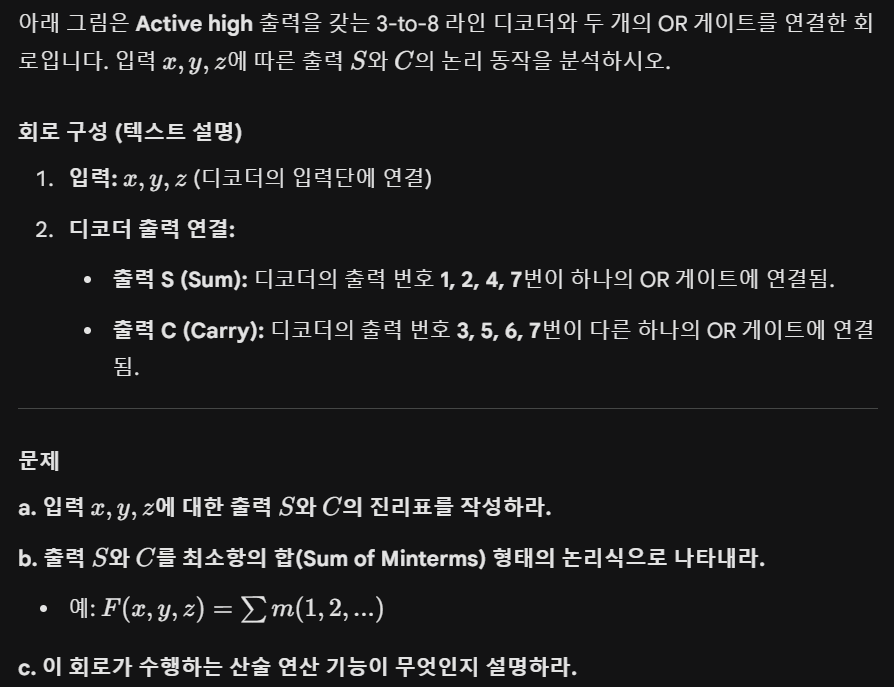 아래 그림은 Active high 출력을 갖는 3-to-8 라인 디코더와 두 개의 OR 게이트를 연결한 회
로입니다. 입력 x, y, z에 따른 출력 S와 C의 논리 동작을 분석하시오.
회로 구성 (텍스트 설명)
1. 입력: x, y, z (디코더의 입력단에 연결)
2. 디코더 출력 연결:
• 출력 S (Sum): 디코더의 출력 번호 1, 2, 4, 7번이 하나의 OR 게이트에 연결됨.
• 출력 C (Carry): 디코더의 출력 번호 3, 5, 6, 7번이 다른 하나의 OR 게이트에 연결
됨.
문제
a. 입력 x, y, z에 대한 출력 S와 C의 진리표를 작성하라.
b. 출력 S와 C를 최소항의 합(Sum of Minterms) 형태의 논리식으로 나타내라.
• 예: F(x, y, z) = ∑ m(1, 2, ...)
c. 이 회로가 수행하는 산술 연산 기능이 무엇인지 설명하라.